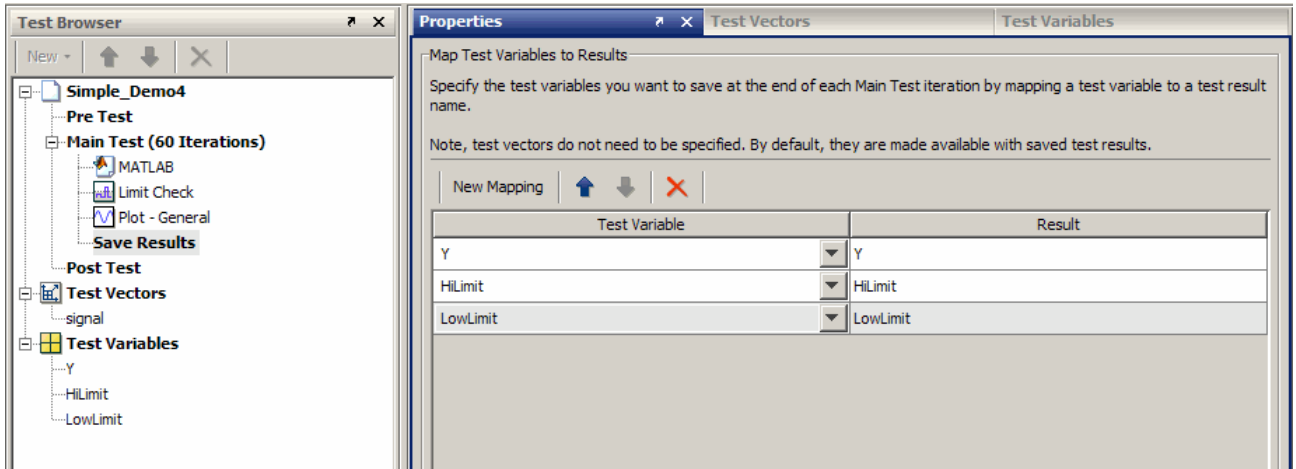 Test Browser
New
Simple_Demo4
Pre Test
Main Test (60 Iterations)
MATLAB
Limit Check
Plot - General
Save Results
Post Test
Test Vectors
signal
Test Variables
Y
HiLimit
LowLimit
Properties
Test Vectors
Test Variables
Map Test Variables to Results
Specify the test variables you want to save at the end of each Main Test iteration by mapping a test variable to a test result
name.
Note, test vectors do not need to be specified. By default, they are made available with saved test results.
New Mapping
Test Variable Result
Y Y
HiLimit HiLimit
LowLimit LowLimit